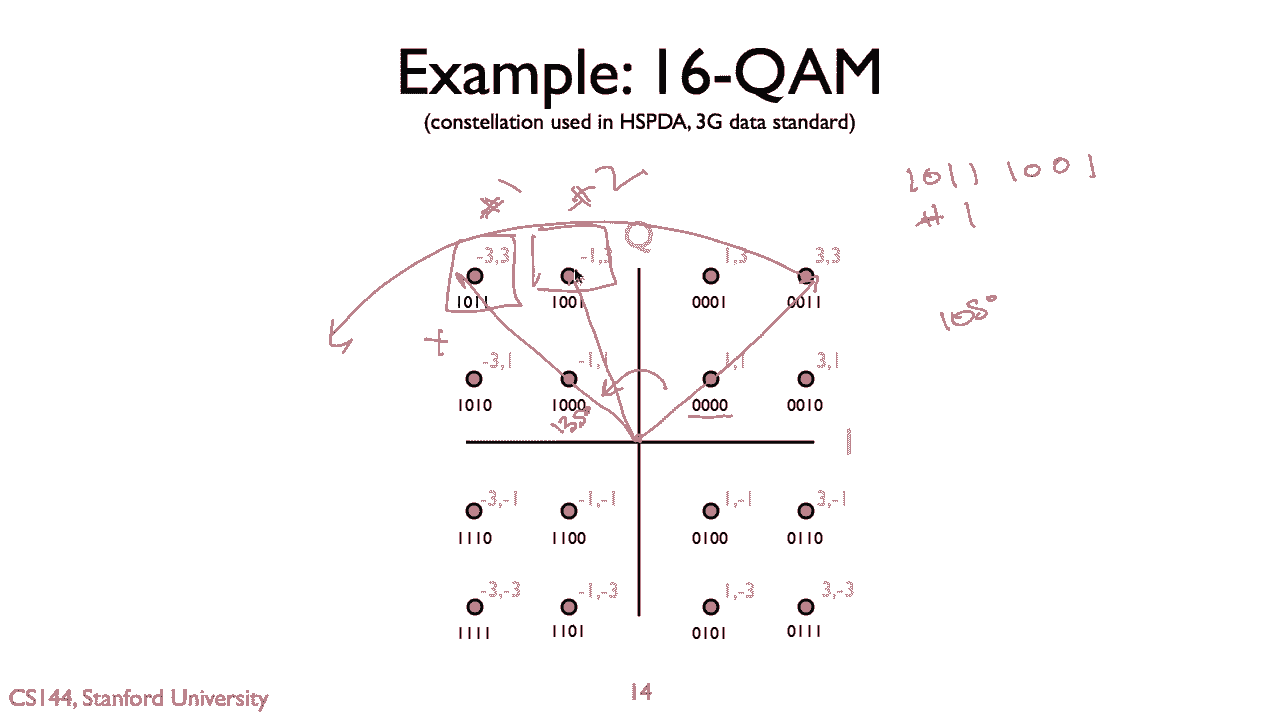 Example: 16-QAM
(constellation used in HSPDA, 3G data standard)
1011 1001
# 1
2
Q
-3,3 -1,3 1,3 3,3
1011 1001 0001 0011
105°
+
-3,1 -1,1 1,1 3,1
1010 1000 0000 0010
135°
I
-3,-1 -1,-1 1,-1 3,-1
1110 1100 0100 0110
-3,-3 -1,-3 1,-3 3,-3
1111 1101 0101 0111
CS144, Stanford University
14